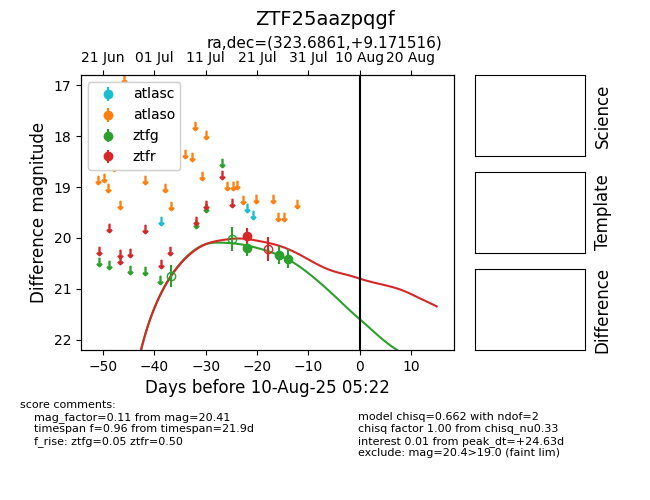 ZTF25aazpqgf
ra,dec=(323.6861,+9.171516)
21 Jun 01 Jul 11 Jul 21 Jul 31 Jul 10 Aug 20 Aug
17
18
19
20
21
22
Difference magnitude
atlasc
atlaso
ztfg
ztfr
−50 −40 −30 −20 −10 0 10
Days before 10-Aug-25 05:22
Science
Template
Difference
score comments:
mag_factor=0.11 from mag=20.41
timespan f=0.96 from timespan=21.9d
f_rise: ztfg=0.05 ztfr=0.50
model chisq=0.662 with ndof=2
chisq factor 1.00 from chisq_nu0.33
interest 0.01 from peak_dt=+24.63d
exclude: mag=20.4>19.0 (faint lim)